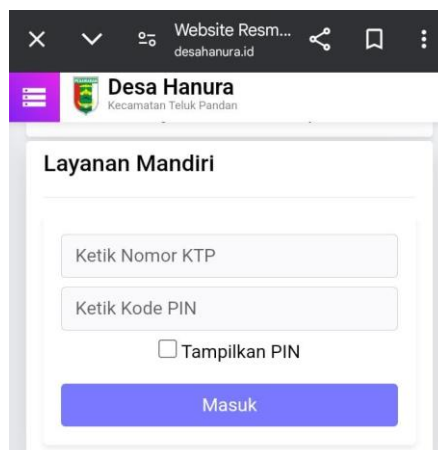 Website Resm...
desahanura.id
Desa Hanura
Kecamatan Teluk Pandan
Layanan Mandiri
Ketik Nomor KTP
Ketik Kode PIN
Tampilkan PIN
Masuk